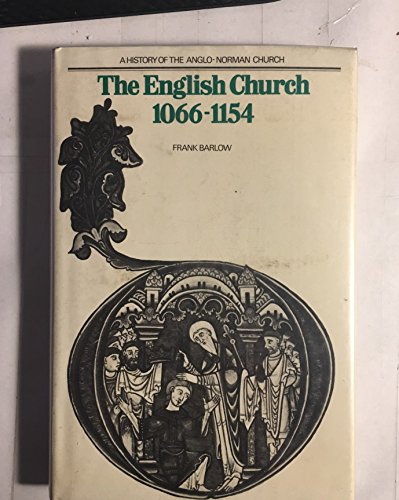 A HISTORY OF THE ANGLO-NORMAN CHURCH
The English Church
1066-1154
FRANK BARLOW